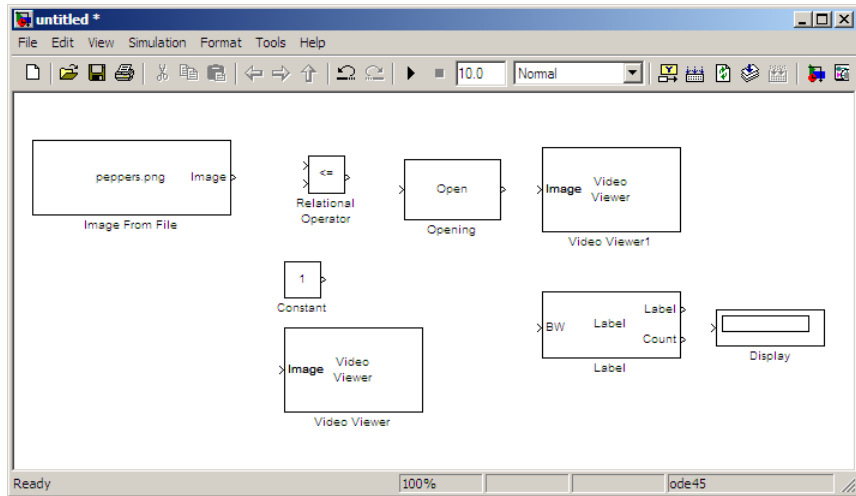 untitled *
File Edit View Simulation Format Tools Help
10.0 Normal
peppers.png Image
Image From File
<=
Relational
Operator
Open
Opening
Image Video
Viewer
Video Viewer1
1
Constant
Image Video
Viewer
Video Viewer
BW Label Label
Count
Label
Display
Ready 100% ode45